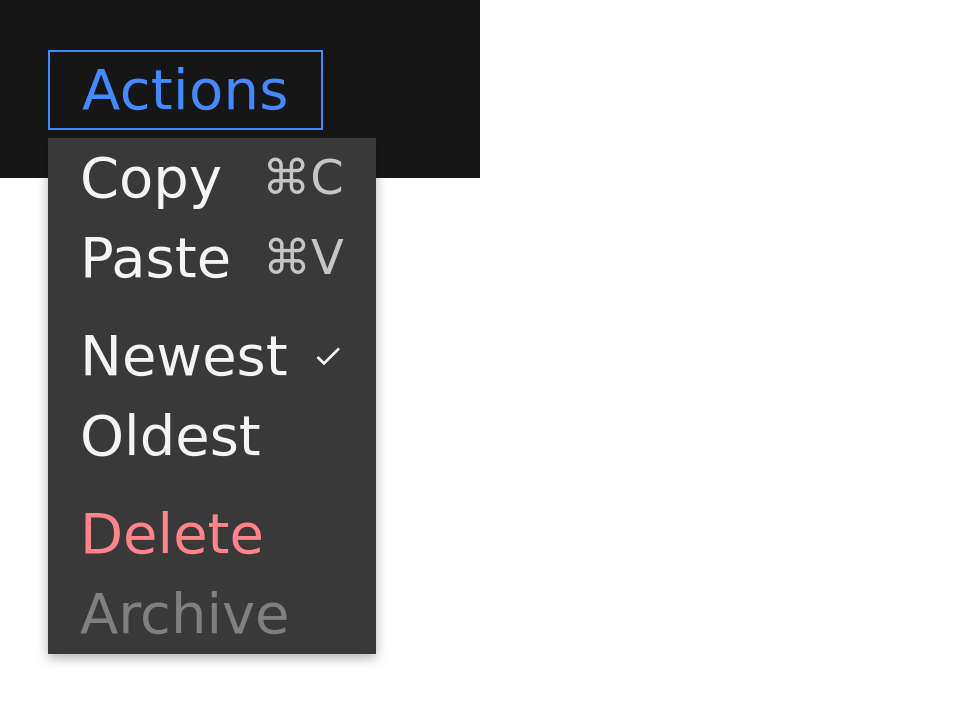 Actions
Copy ⌘C
Paste ⌘V
Newest ✓
Oldest
Delete
Archive